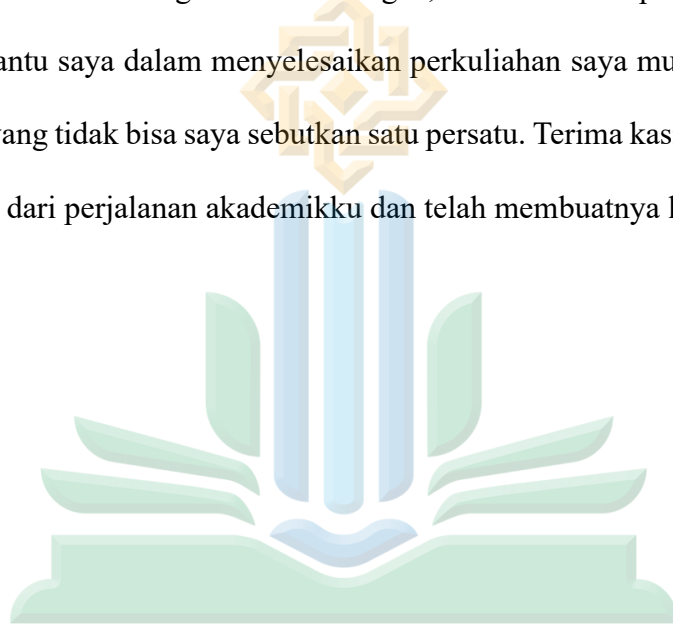 antu saya dalam menyelesaikan perkuliahan saya mu
ang tidak bisa saya sebutkan satu persatu. Terima kas
dari perjalanan akademikku dan telah membuatnya